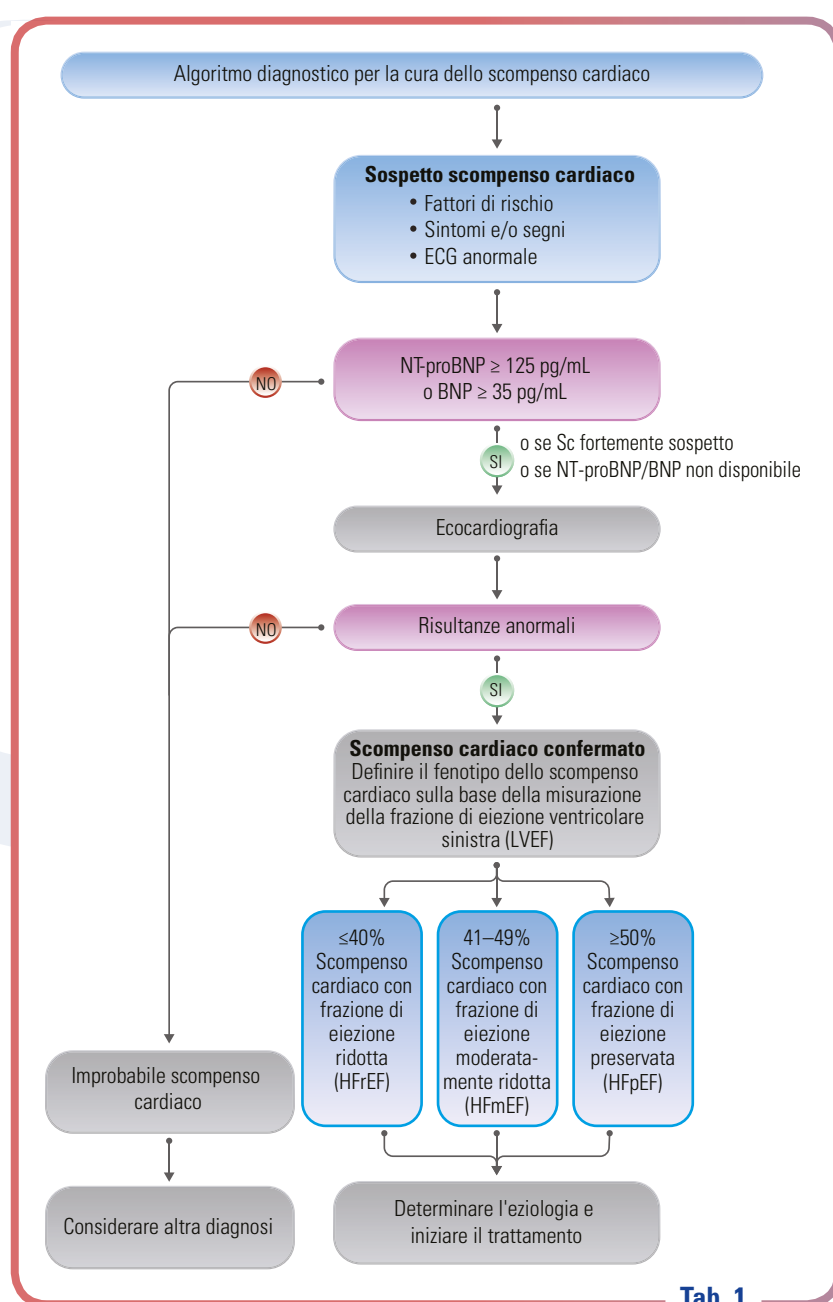 Algoritmo diagnostico per la cura dello scompenso cardiaco
Sospetto scompenso cardiaco
• Fattori di rischio
• Sintomi e/o segni
• ECG anormale
NT-proBNP ≥ 125 pg/mL
o BNP ≥ 35 pg/mL
NO
SI
o se Sc fortemente sospetto
o se NT-proBNP/BNP non disponibile
Ecocardiografia
Risultanze anormali
NO
SI
Scompenso cardiaco confermato
Definire il fenotipo dello scompenso
cardiaco sulla base della misurazione
della frazione di eiezione ventricolare
sinistra (LVEF)
≤40%
Scompenso
cardiaco con
frazione di
eiezione
ridotta
(HFrEF)
41–49%
Scompenso
cardiaco con
frazione di
eiezione
moderata-
mente ridotta
(HFmEF)
≥50%
Scompenso
cardiaco con
frazione di
eiezione
preservata
(HFpEF)
Improbabile scompenso
cardiaco
Considerare altra diagnosi
Determinare l'eziologia e
iniziare il trattamento
Tab. 1